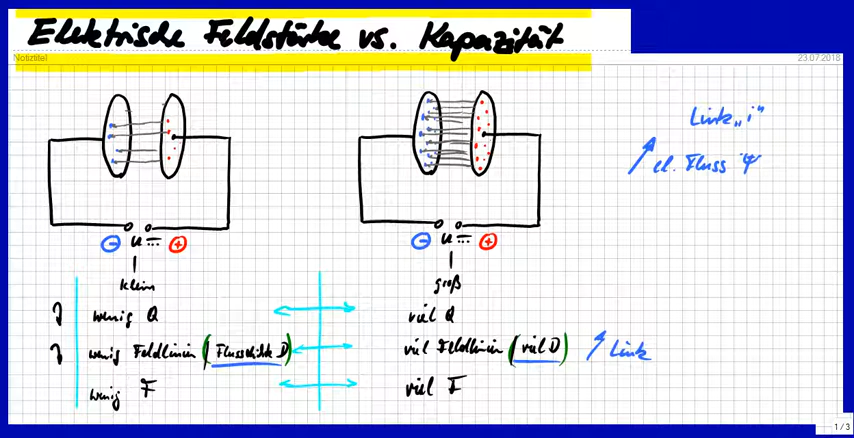 Elektrische Feldstärke vs. Kapazität
Notiztitel
23.07.2018
Link „i"
el. Fluss Ψ
- U +
- U +
klein
groß
wenig Q
viel Q
wenig Feldlinien (Flussdichte D)
viel Feldlinien (viel D)
Link
wenig F
viel F
1 / 3